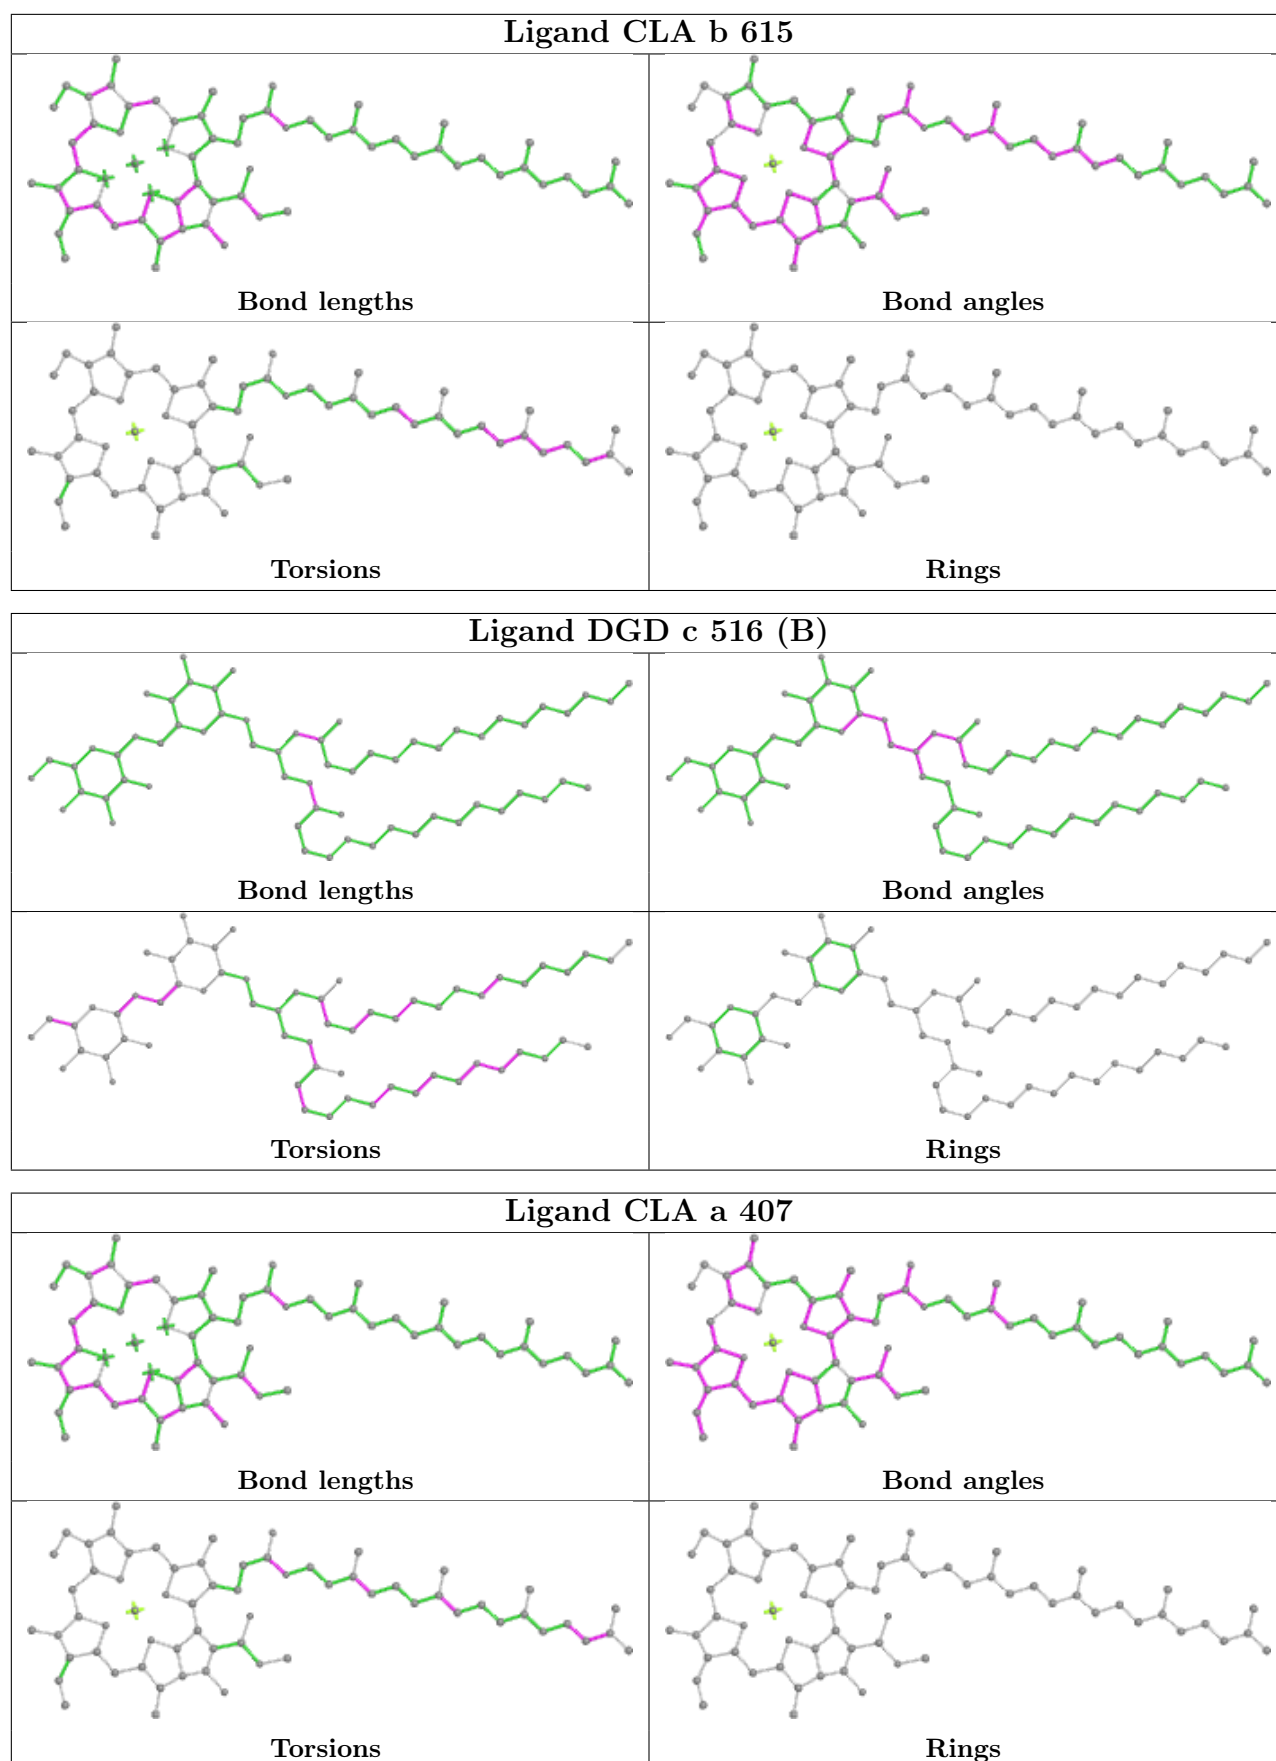 Ligand CLA b 615
Bond lengths
Bond angles
Torsions
Rings
Ligand DGD c 516 (B)
Bond lengths
Bond angles
Torsions
Rings
Ligand CLA a 407
Bond lengths
Bond angles
Torsions
Rings